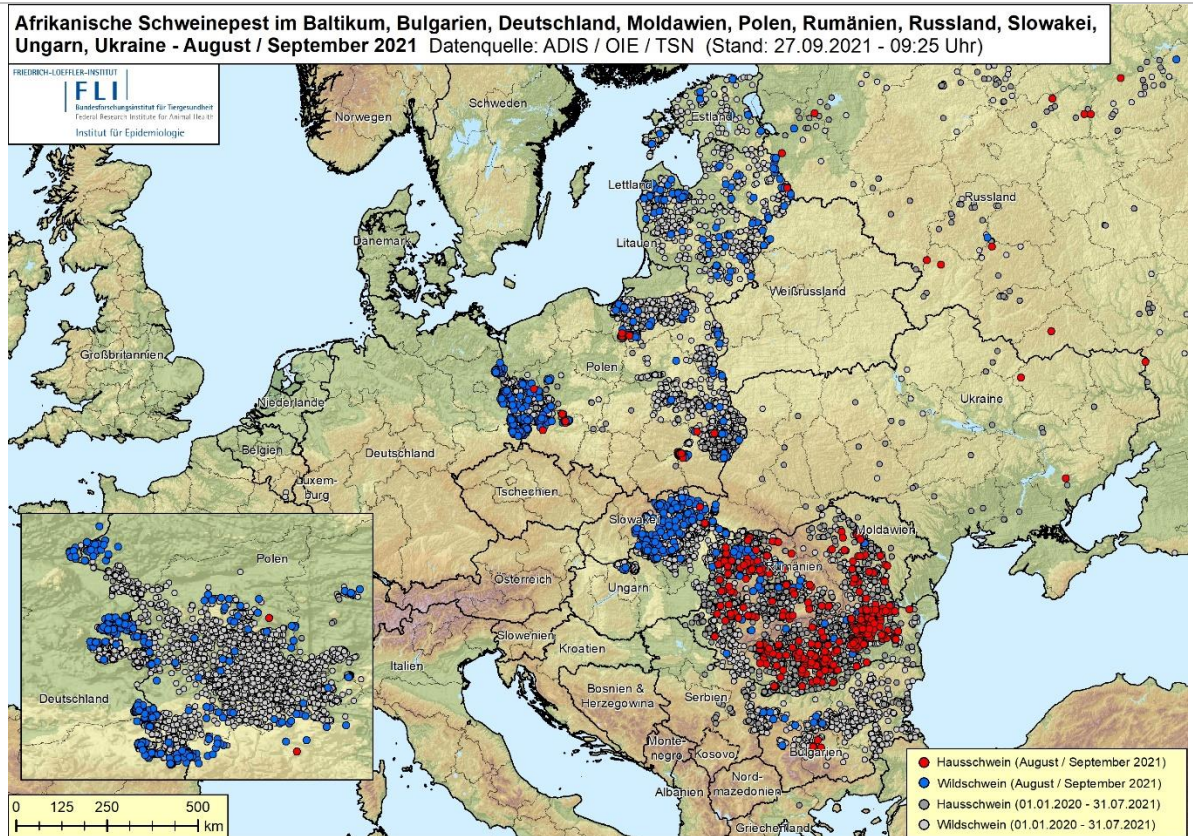 Afrikanische Schweinepest im Baltikum, Bulgarien, Deutschland, Moldawien, Polen, Rumänien, Russland, Slowakei,
Ungarn, Ukraine - August / September 2021 Datenquelle: ADIS / OIE / TSN (Stand: 27.09.2021 - 09:25 Uhr)
FRIEDRICH-LOEFFLER-INSTITUT
FLI
Bundesforschungsinstitut für Tiergesundheit
Federal Research Institute for Animal Health
Institut für Epidemiologie
Norwegen
Schweden
Estland
Lettland
Russland
Dänemark
Litauen
Weißrussland
Großbritannien
Polen
Niederlande
Ukraine
Belgien
Deutschland
Luxem-
burg
Tschechien
Slowakei
Moldawien
Österreich
Ungarn
Rumänien
Slowenien
Kroatien
Italien
Bosnien &
Herzegowina
Serbien
Monte-
negro
Kosovo
Bulgarien
Albanien
Nord-
mazedonien
Griechenland
Polen
Deutschland
0 125 250 500
km
Hausschwein (August / September 2021)
Wildschwein (August / September 2021)
Hausschwein (01.01.2020 - 31.07.2021)
Wildschwein (01.01.2020 - 31.07.2021)